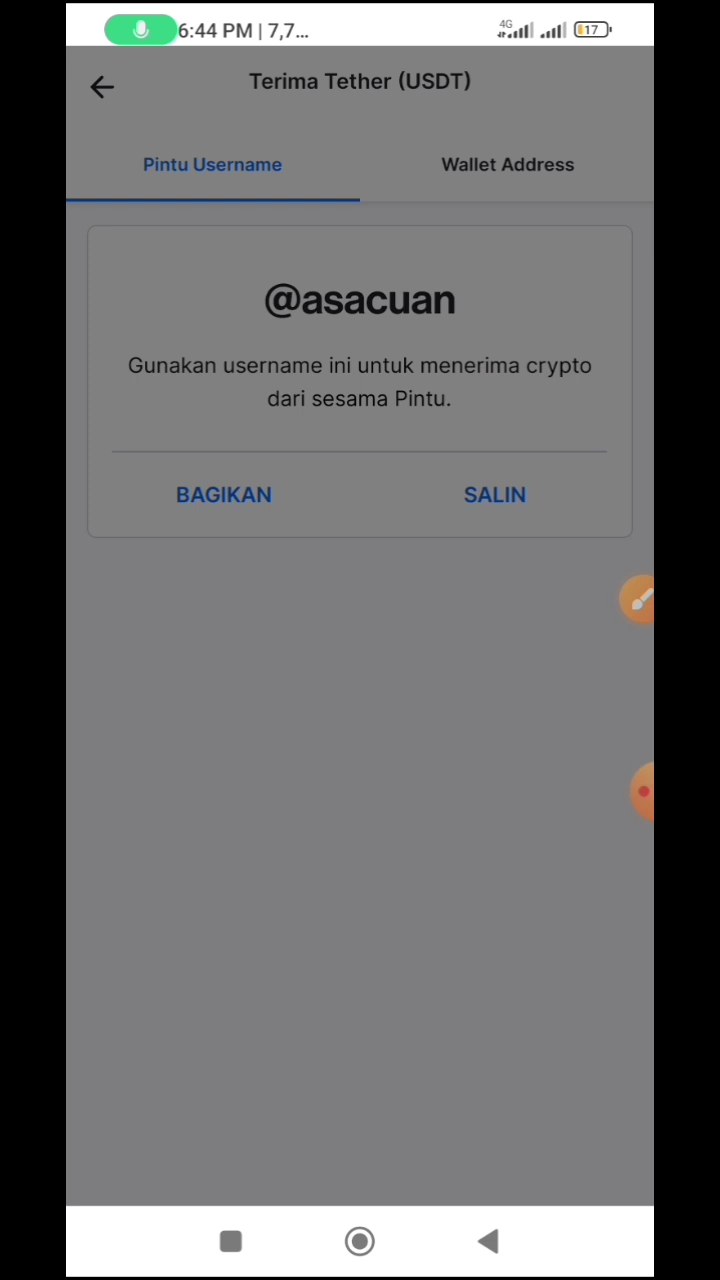 6:44 PM | 7,7...
4G
17
Terima Tether (USDT)
Pintu Username
Wallet Address
@asacuan
Gunakan username ini untuk menerima crypto
dari sesama Pintu.
BAGIKAN
SALIN